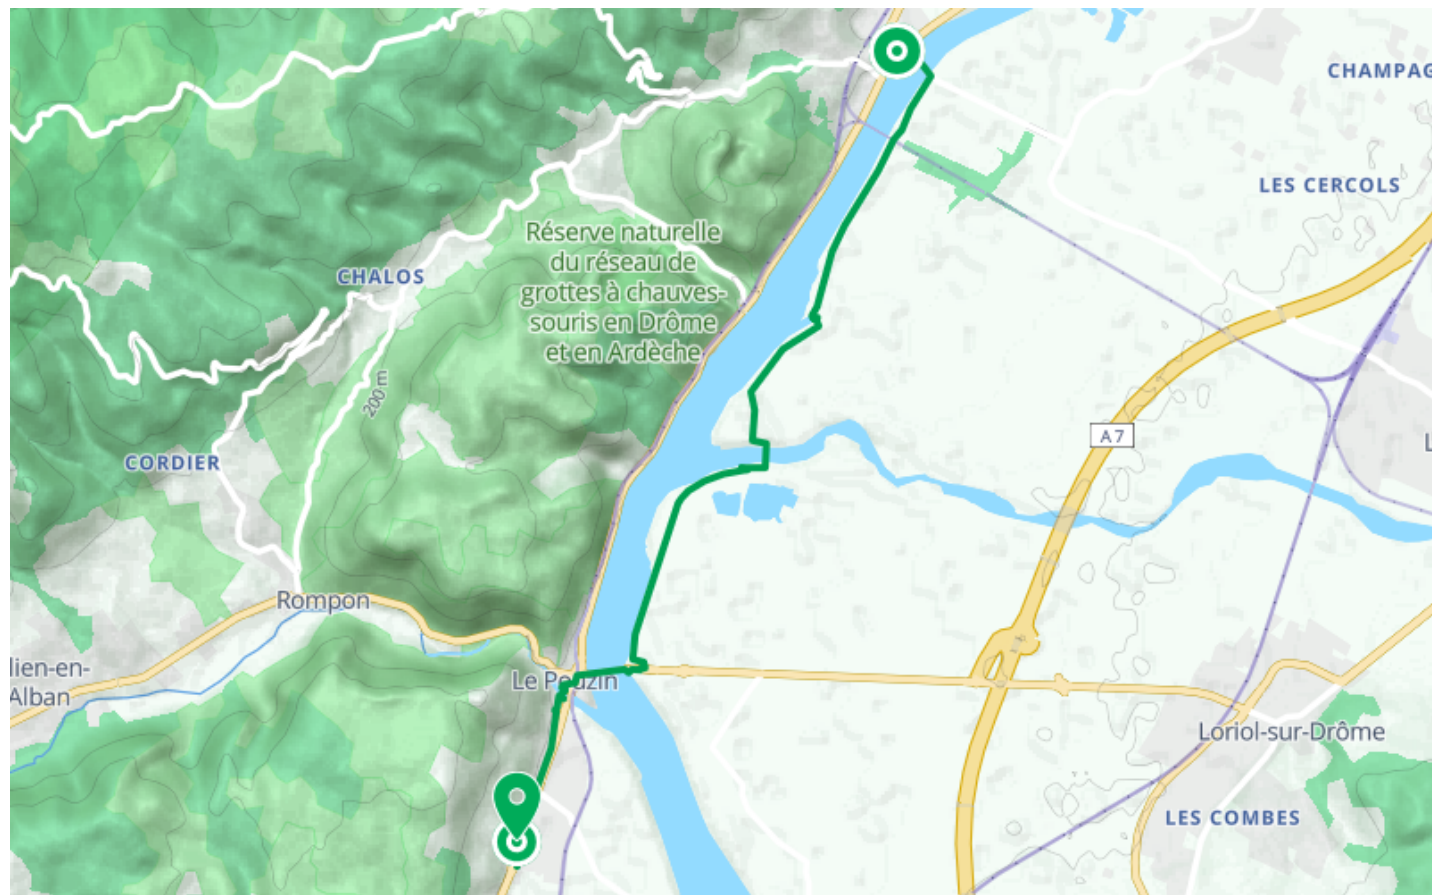 CHAMPAG
LES CERCOLS
Réserve naturelle
du réseau de
grottes à chauves-
souris en Drôme
et en Ardèche
CHALOS
200 m
A 7
L
CORDIER
Rompon
lien-en-
Alban
Le Pouzin
Loriol-sur-Drôme
LES COMBES